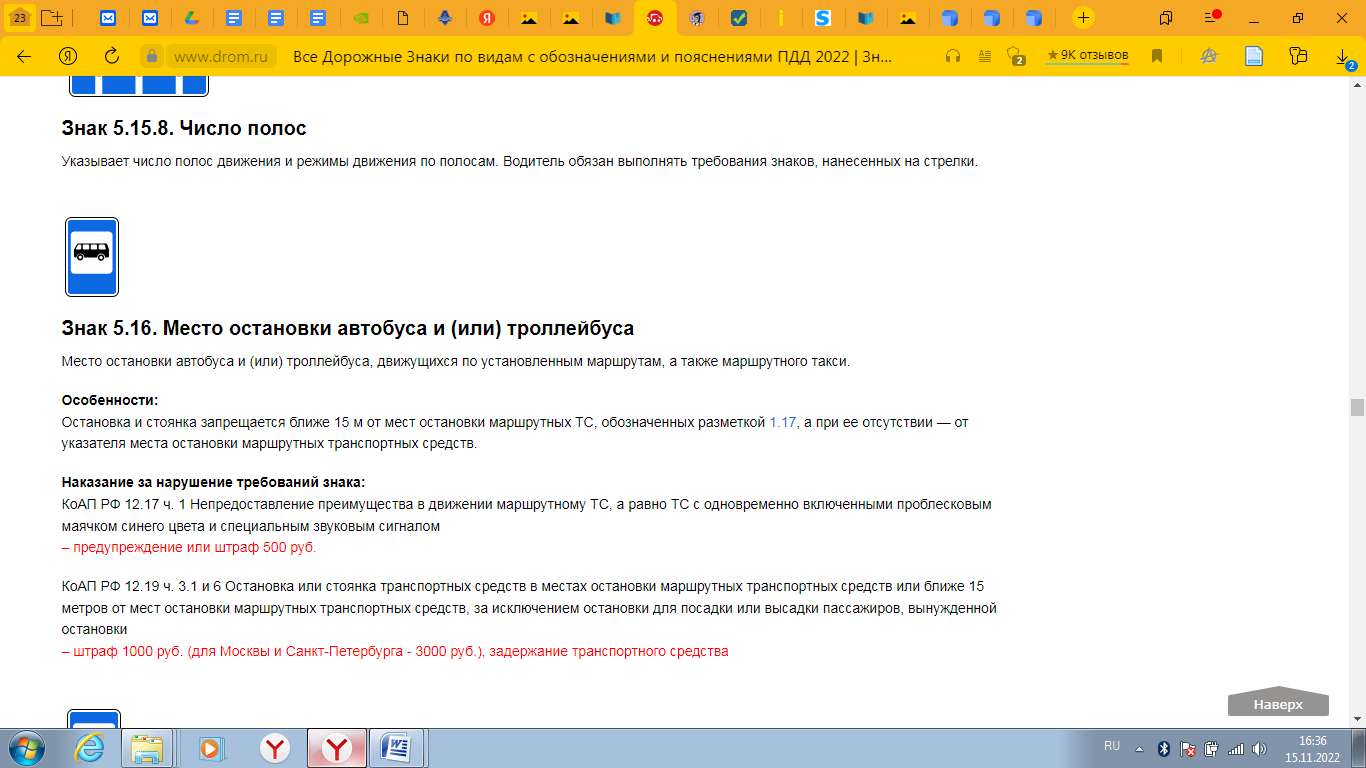 23
www.drom.ru
Все Дорожные Знаки по видам с обозначениями и пояснениями ПДД 2022 | Зн...
2
★ 9K отзывов
2
Знак 5.15.8. Число полос
Указывает число полос движения и режимы движения по полосам. Водитель обязан выполнять требования знаков, нанесенных на стрелки.
Знак 5.16. Место остановки автобуса и (или) троллейбуса
Место остановки автобуса и (или) троллейбуса, движущихся по установленным маршрутам, а также маршрутного такси.
Особенности:
Остановка и стоянка запрещается ближе 15 м от мест остановки маршрутных ТС, обозначенных разметкой 1.17, а при ее отсутствии — от
указателя места остановки маршрутных транспортных средств.
Наказание за нарушение требований знака:
КоАП РФ 12.17 ч. 1 Непредоставление преимущества в движении маршрутному ТС, а равно ТС с одновременно включенными проблесковым
маячком синего цвета и специальным звуковым сигналом
– предупреждение или штраф 500 руб.
КоАП РФ 12.19 ч. 3.1 и 6 Остановка или стоянка транспортных средств в местах остановки маршрутных транспортных средств или ближе 15
метров от мест остановки маршрутных транспортных средств, за исключением остановки для посадки или высадки пассажиров, вынужденной
остановки
– штраф 1000 руб. (для Москвы и Санкт-Петербурга - 3000 руб.), задержание транспортного средства
Наверх
RU
16:36
15.11.2022